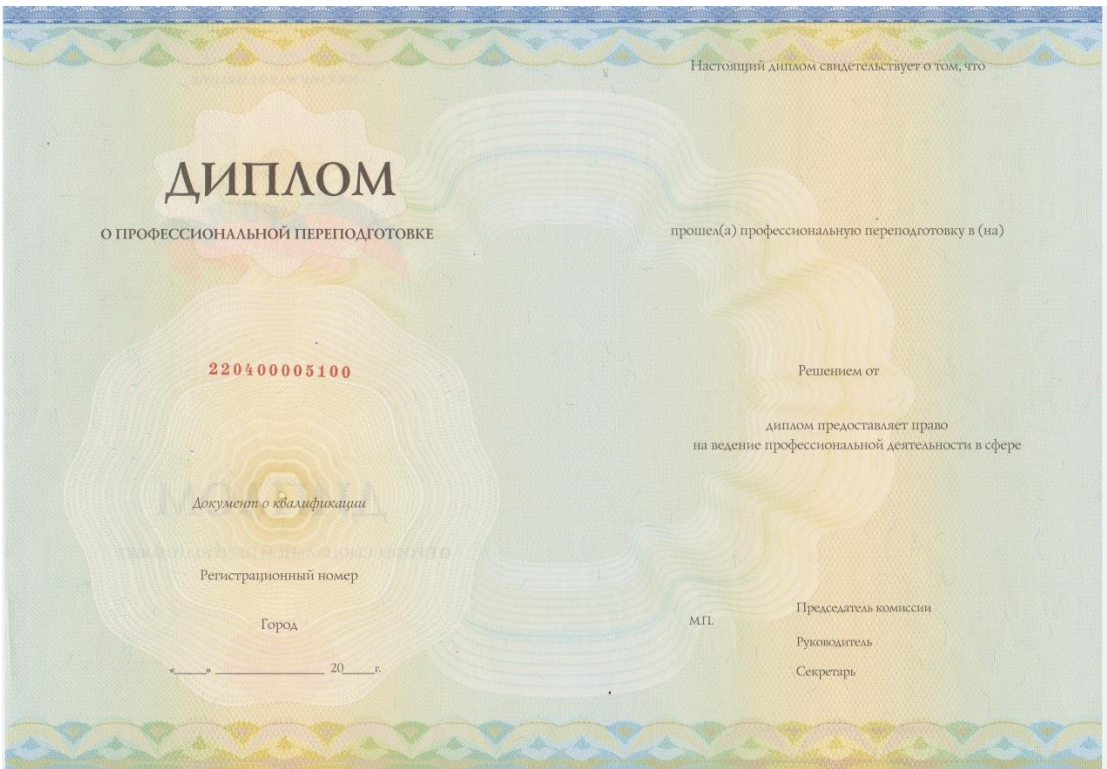 ДИПЛОМ
О ПРОФЕССИОНАЛЬНОЙ ПЕРЕПОДГОТОВКЕ
220400005100
Документ о квалификации
Регистрационный номер
Город
«____» ______________ 20____г.
Настоящий диплом свидетельствует о том, что
прошел(а) профессиональную переподготовку в (на)
Решением от
диплом предоставляет право
на ведение профессиональной деятельности в сфере
М.П.
Председатель комиссии
Руководитель
Секретарь